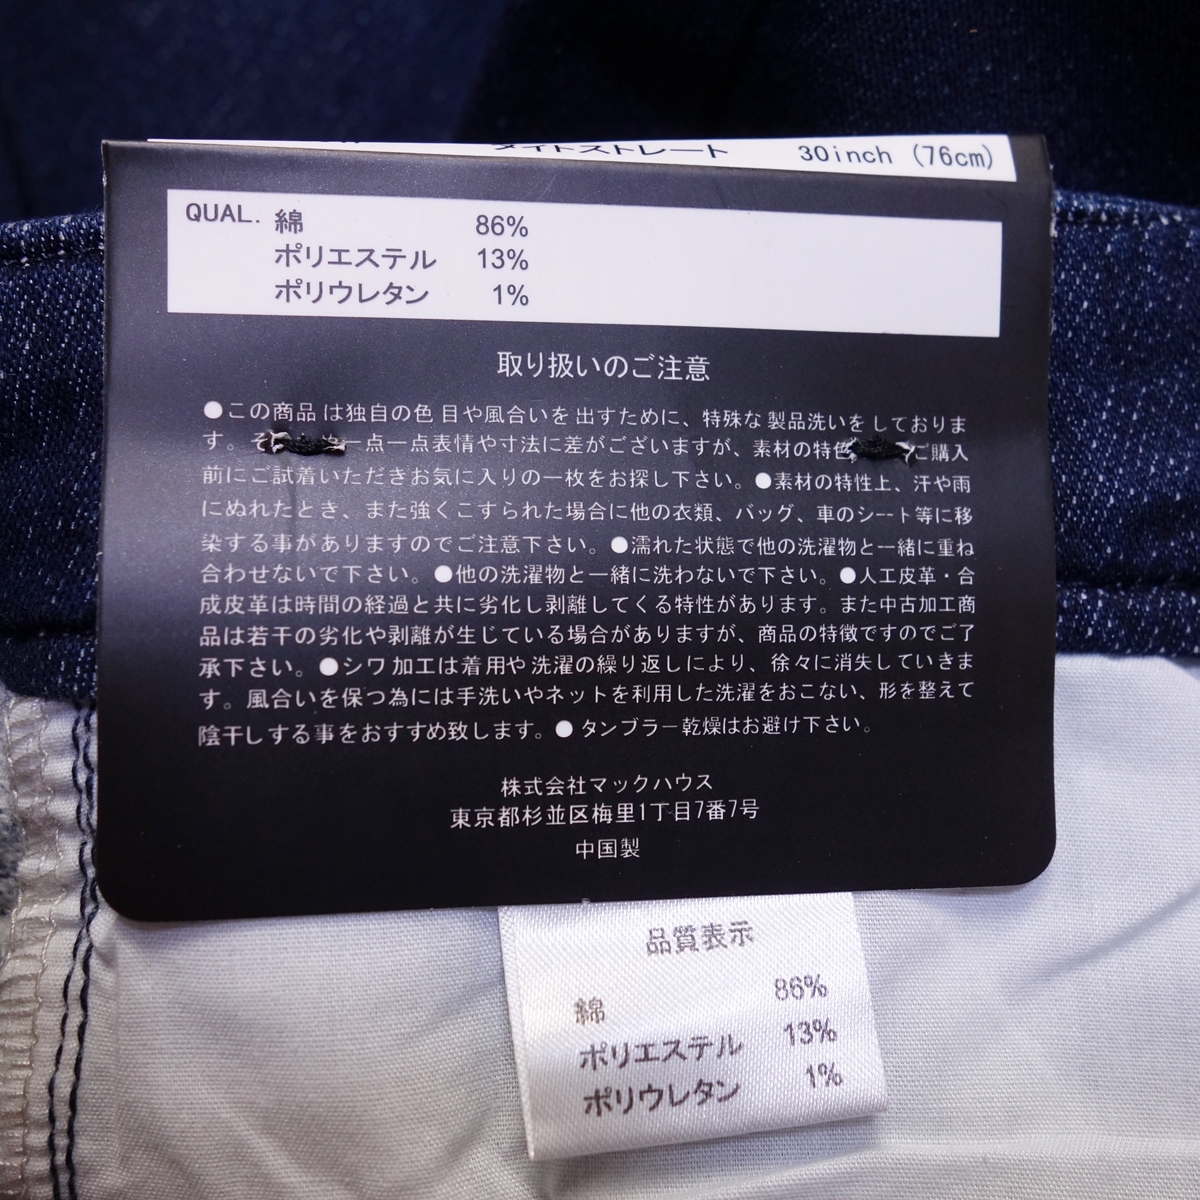 タイトストレート 30inch (76cm)
QUAL. 綿 86%
ポリエステル 13%
ポリウレタン 1%
取り扱いのご注意
●この商品は独自の色目や風合いを出すために、特殊な製品洗いをしておりま
す。そ 一点一点表情や寸法に差がございますが、素材の特色 ご購入
前にご試着いただきお気に入りの一枚をお探し下さい。●素材の特性上、汗や雨
にぬれたとき、また強くこすられた場合に他の衣類、バッグ、車のシート等に移
染する事がありますのでご注意下さい。●濡れた状態で他の洗濯物と一緒に重ね
合わせないで下さい。●他の洗濯物と一緒に洗わないで下さい。●人工皮革・合
成皮革は時間の経過と共に劣化し剥離してくる特性があります。また中古加工商
品は若干の劣化や剥離が生じている場合がありますが、商品の特徴ですのでご了
承下さい。●シワ加工は着用や洗濯の繰り返しにより、徐々に消失していきま
す。風合いを保つ為には手洗いやネットを利用した洗濯をおこない、形を整えて
陰干しする事をおすすめ致します。●タンブラー乾燥はお避け下さい。
株式会社マックハウス
東京都杉並区梅里1丁目7番7号
中国製
品質表示
綿 86%
ポリエステル 13%
ポリウレタン 1%